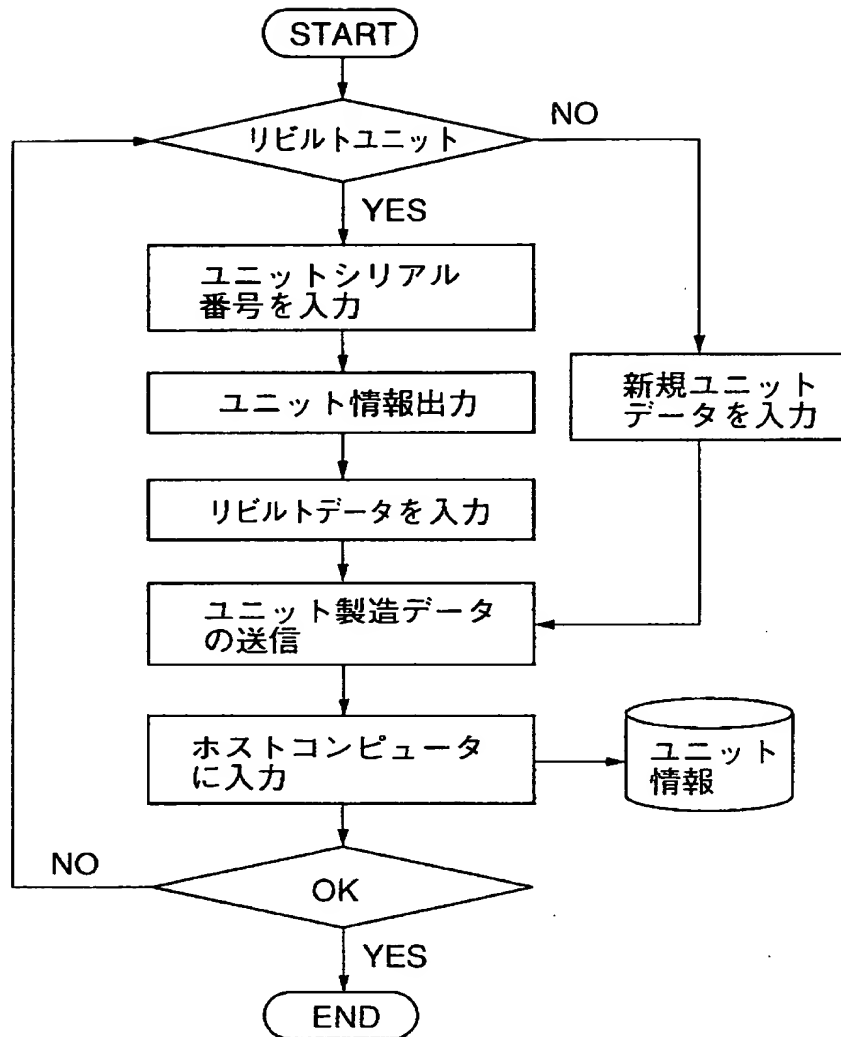 START
リビルトユニット
NO
YES
ユニットシリアル
番号を入力
ユニット情報出力
新規ユニット
データを入力
リビルトデータを入力
ユニット製造データ
の送信
ホストコンピュータ
に入力
ユニット
情報
NO
OK
YES
END